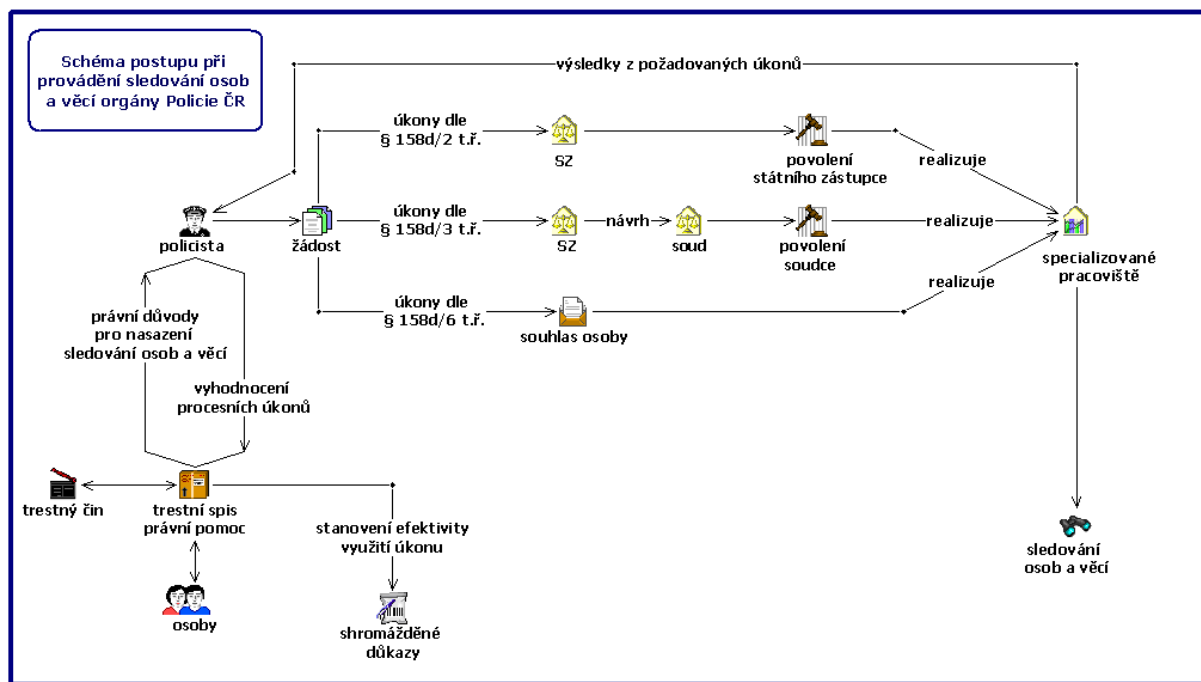 Schéma postupu při
provádění sledování osob
a věcí orgány Policie ČR
výsledky z požadovaných úkonů
úkony dle
§ 158d/2 t.ř.
SZ
povolení
státního zástupce
realizuje
policista
žádost
úkony dle
§ 158d/3 t.ř.
SZ
návrh
soud
povolení
soudce
realizuje
specializované
pracoviště
realizuje
úkony dle
§ 158d/6 t.ř.
souhlas osoby
právní důvody
pro nasazení
sledování osob a věcí
vyhodnocení
procesních úkonů
trestný čin
trestní spis
právní pomoc
stanovení efektivity
využití úkonu
sledování
osob a věcí
osoby
shromážděné
důkazy